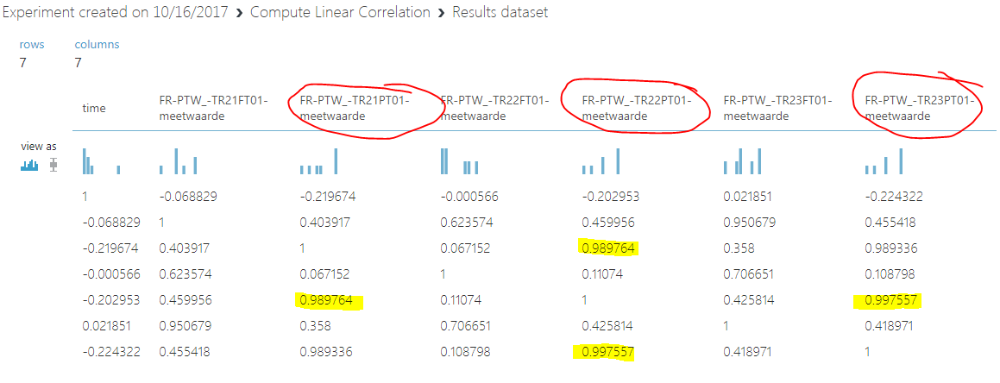 Experiment created on 10/16/2017 › Compute Linear Correlation › Results dataset
rows columns
7 7
time FR-PTW_-TR21FT01-meetwaarde FR-PTW_-TR21PT01-meetwaarde FR-PTW_-TR22FT01-meetwaarde FR-PTW_-TR22PT01-meetwaarde FR-PTW_-TR23FT01-meetwaarde FR-PTW_-TR23PT01-meetwaarde
view as
1 -0.068829 -0.219674 -0.000566 -0.202953 0.021851 -0.224322
-0.068829 1 0.403917 0.623574 0.459956 0.950679 0.455418
-0.219674 0.403917 1 0.067152 0.989764 0.358 0.989336
-0.000566 0.623574 0.067152 1 0.11074 0.706651 0.108798
-0.202953 0.459956 0.989764 0.11074 1 0.425814 0.997557
0.021851 0.950679 0.358 0.706651 0.425814 1 0.418971
-0.224322 0.455418 0.989336 0.108798 0.997557 0.418971 1